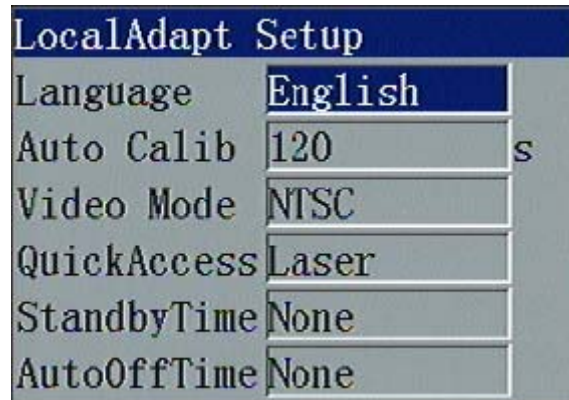 LocalAdapt Setup
Language English
Auto Calib 120 s
Video Mode NTSC
QuickAccess Laser
StandbyTime None
AutoOffTime None